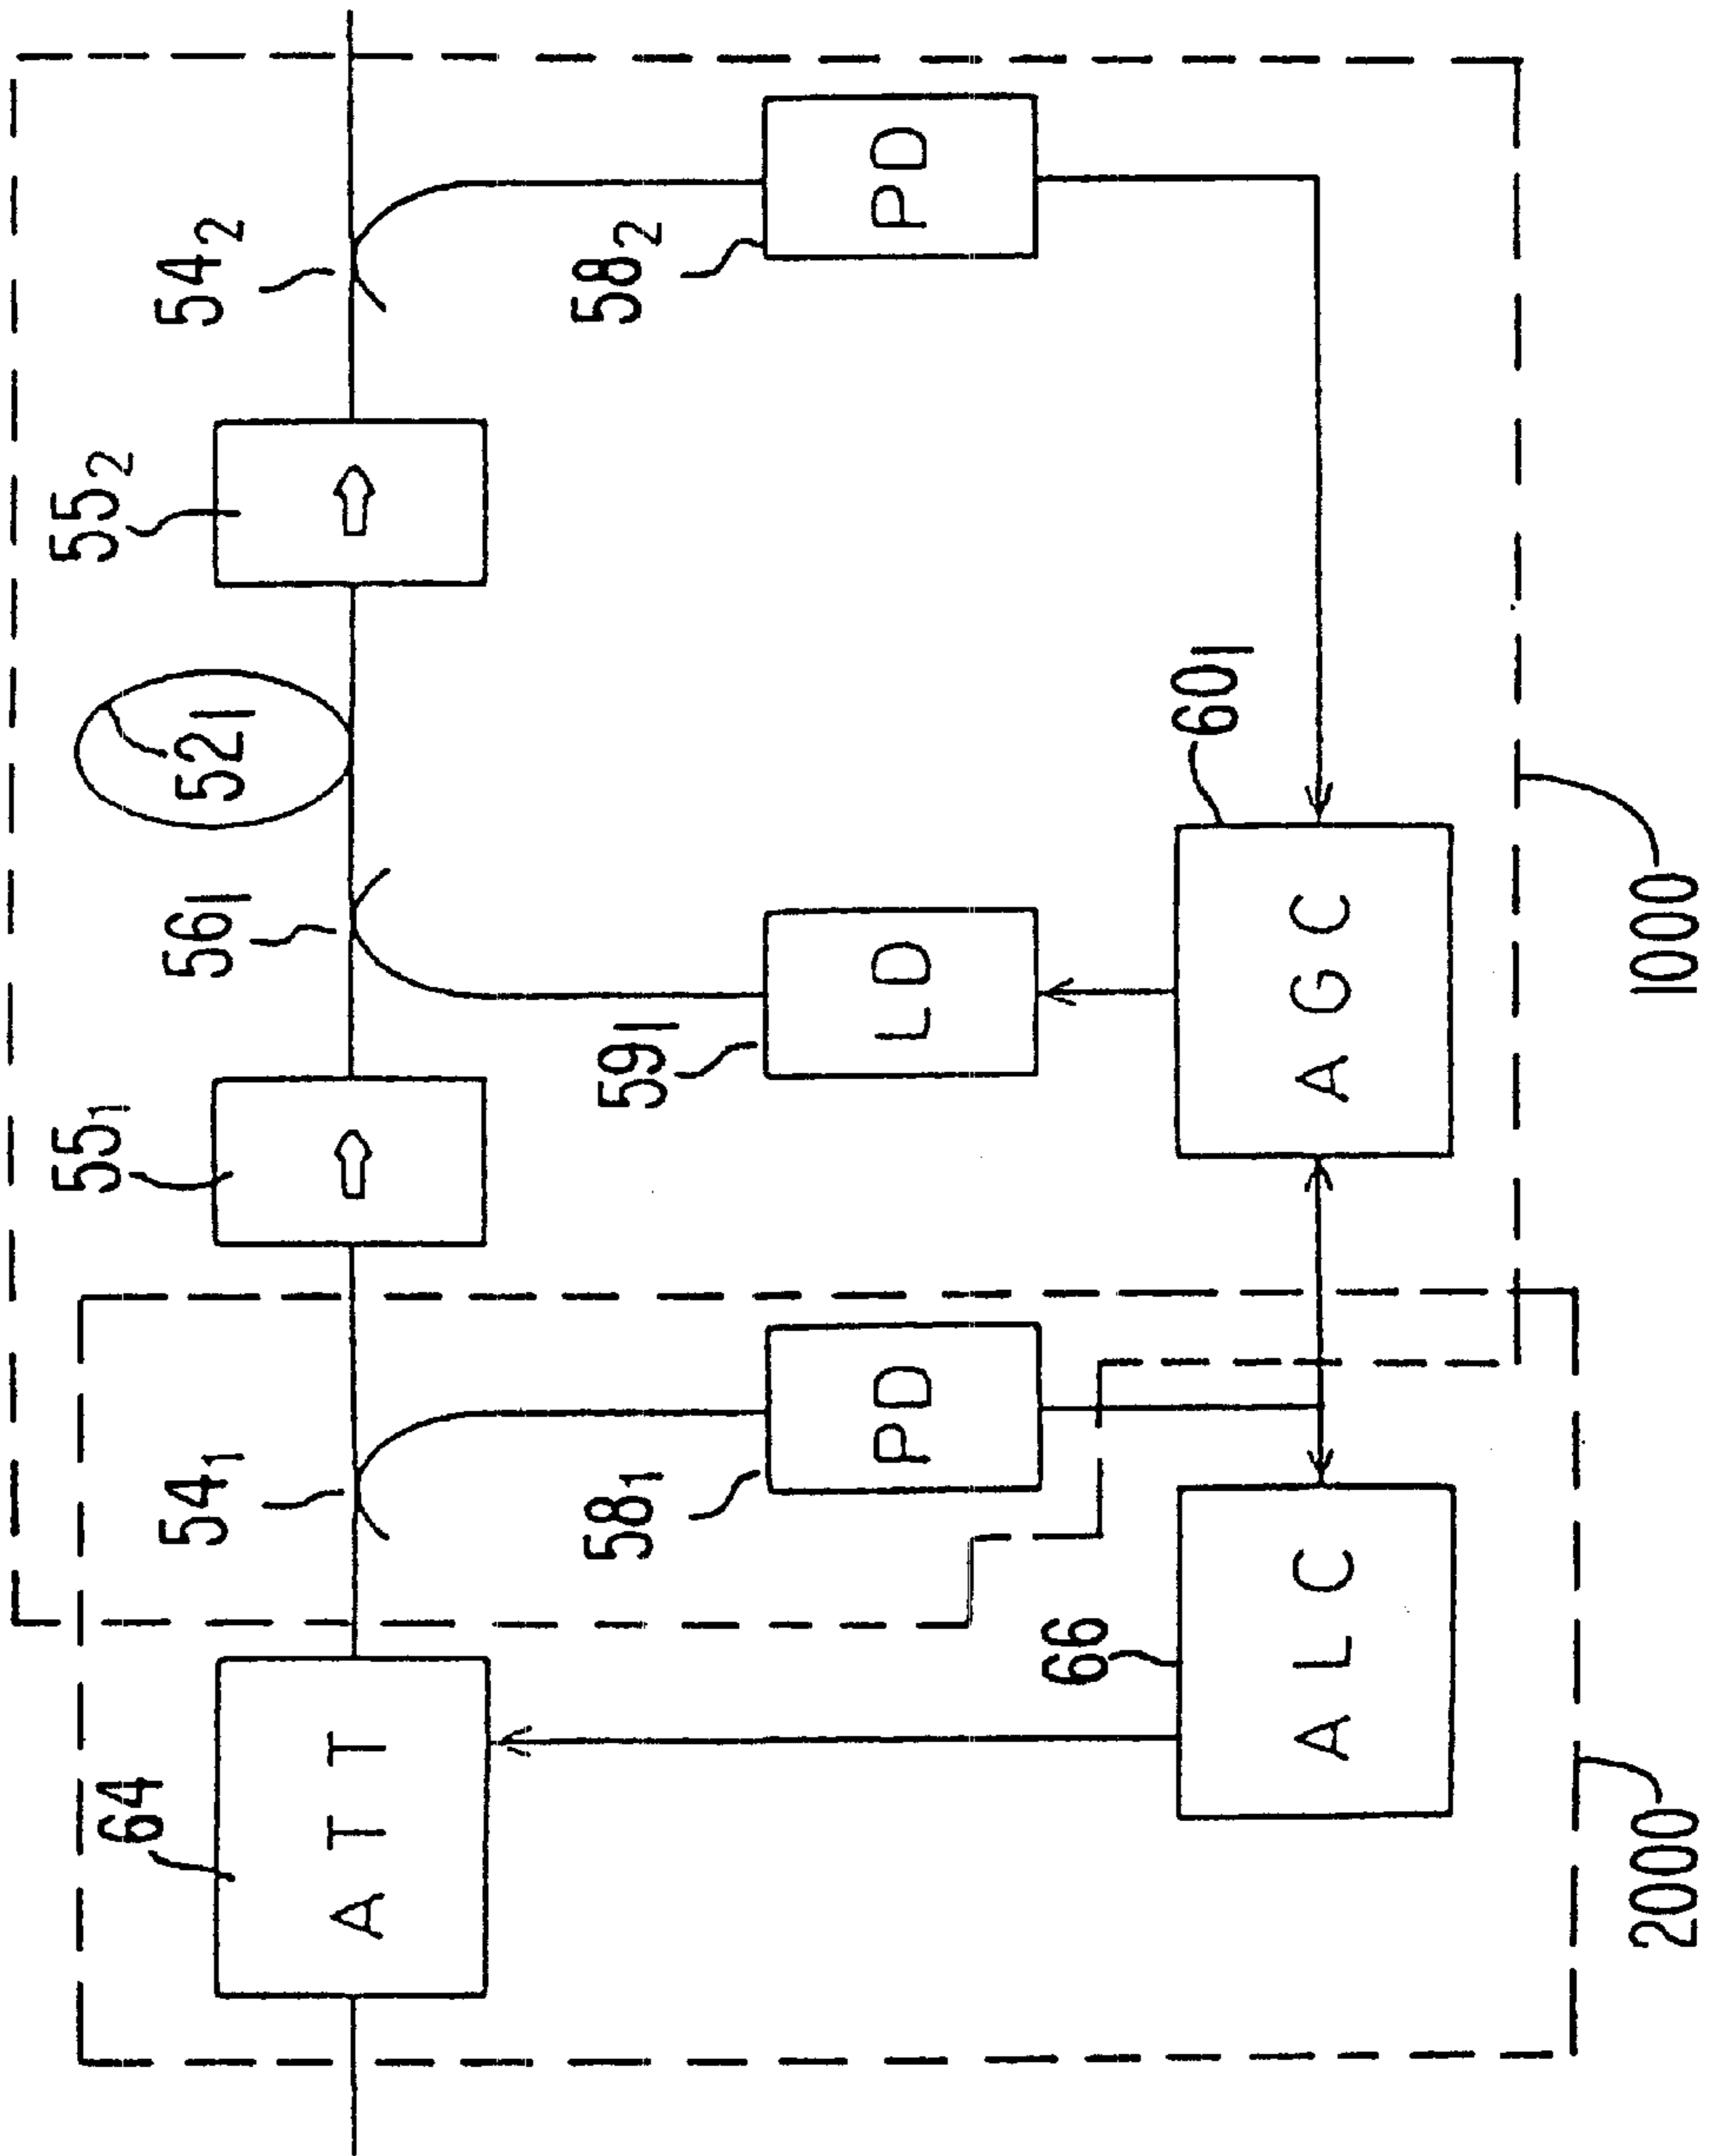 55₁
55₂
52₁
54₁
56₁
54₂
64
ATT
58₁
PD
59₁
LD
58₂
PD
66
ALC
60₁
AGC
2000
1000